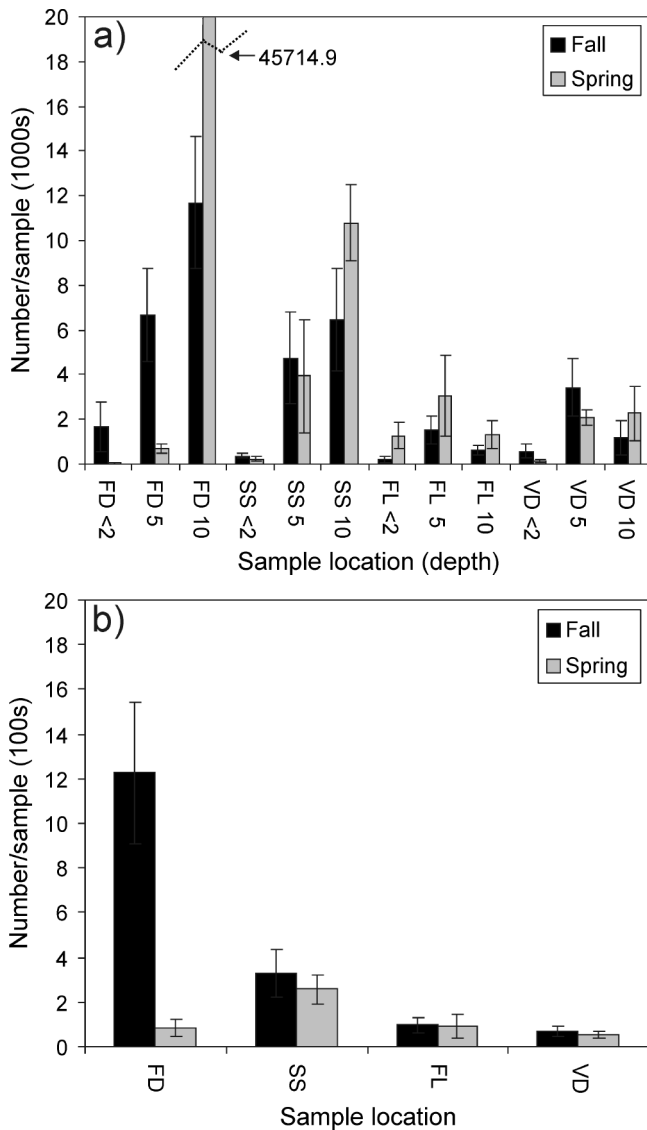 a)
Number/sample (1000s)
20
18
16
14
12
10
8
6
4
2
0
45714.9
Fall
Spring
FD <2
FD 5
FD 10
SS <2
SS 5
SS 10
FL <2
FL 5
FL 10
VD <2
VD 5
VD 10
Sample location (depth)
b)
Number/sample (100s)
20
18
16
14
12
10
8
6
4
2
0
Fall
Spring
FD
SS
FL
VD
Sample location